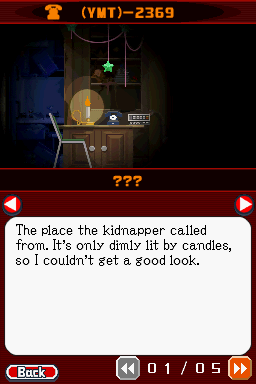 (YMT)-2369
???
The place the kidnapper called
from. It's only dimly lit by candles,
so I couldn't get a good look.
Back
01/05